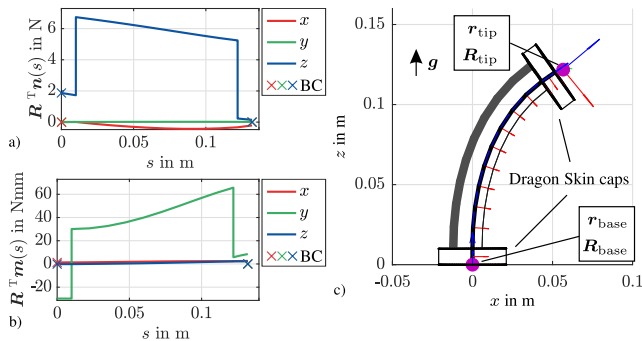 R^T n(s) in N
6
4
2
0
0
0.05
0.1
s in m
x
y
z
BC
a)
R^T m(s) in Nmm
60
40
20
0
-20
0
0.05
0.1
s in m
x
y
z
BC
b)
z in m
0.15
0.1
0.05
0
-0.05
0
0.05
0.1
x in m
c)
g
r_tip
R_tip
Dragon Skin caps
r_base
R_base